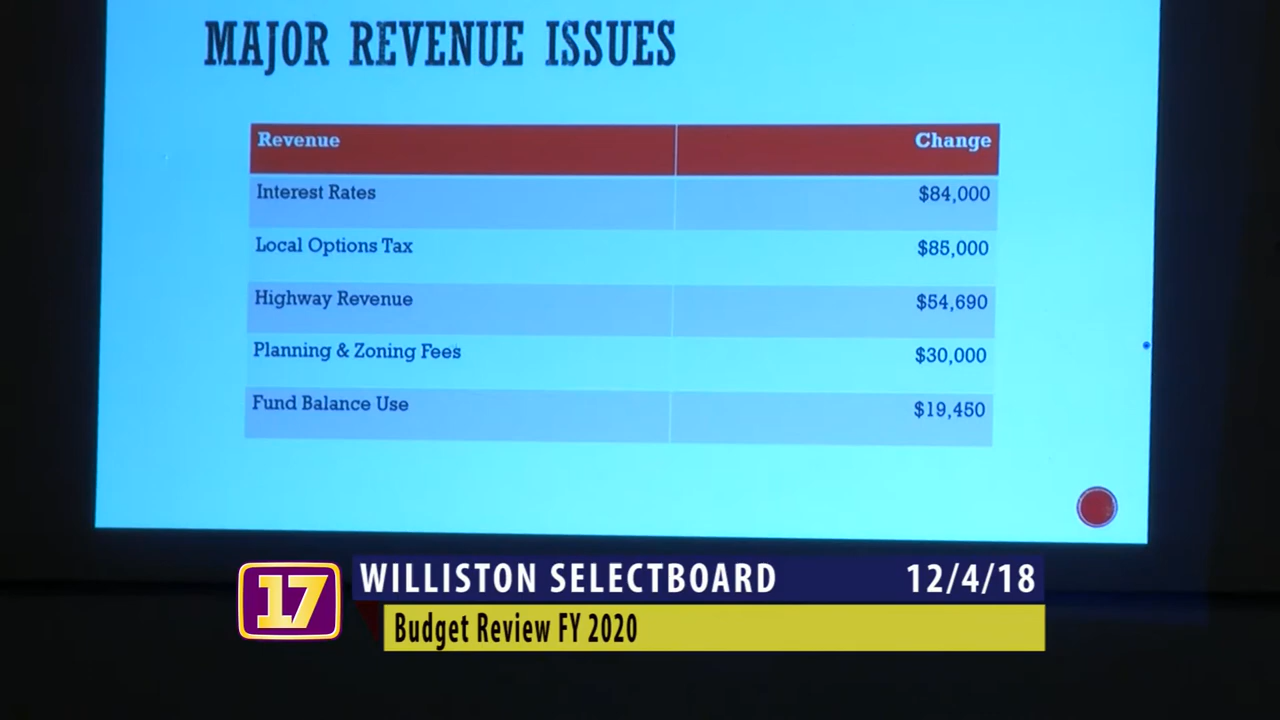 MAJOR REVENUE ISSUES
Revenue Change
Interest Rates $84,000
Local Options Tax $85,000
Highway Revenue $54,690
Planning & Zoning Fees $30,000
Fund Balance Use $19,450
17 WILLISTON SELECTBOARD 12/4/18
Budget Review FY 2020